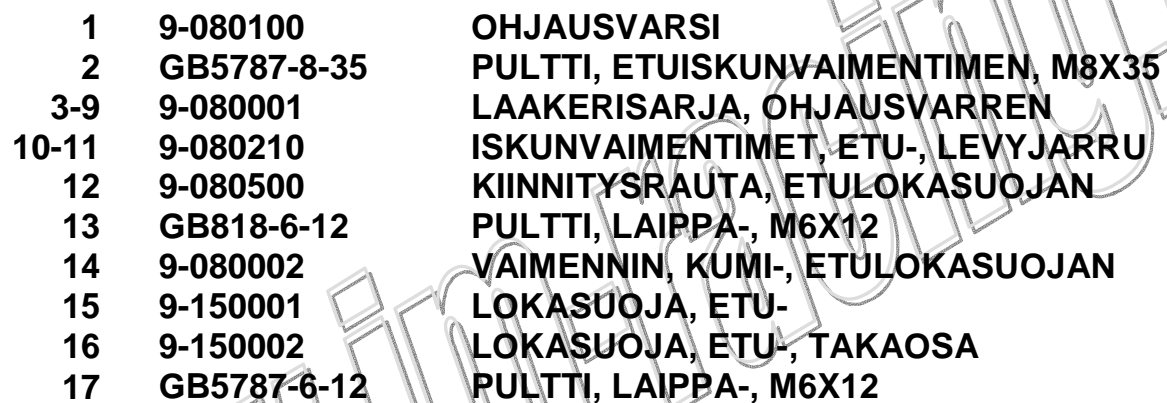 1 9-080100 OHJAUSVARSI
2 GB5787-8-35 PULTTI, ETUISKUNVAIMENTIMEN, M8X35
3-9 9-080001 LAAKERISARJA, OHJAUSVARREN
10-11 9-080210 ISKUNVAIMENTIMET, ETU-, LEVYJARRU
12 9-080500 KIINNITYSRAUTA, ETULOKASUOJAN
13 GB818-6-12 PULTTI, LAIPPA-, M6X12
14 9-080002 VAIMENNIN, KUMI-, ETULOKASUOJAN
15 9-150001 LOKASUOJA, ETU-
16 9-150002 LOKASUOJA, ETU-, TAKAOSA
17 GB5787-6-12 PULTTI, LAIPPA-, M6X12